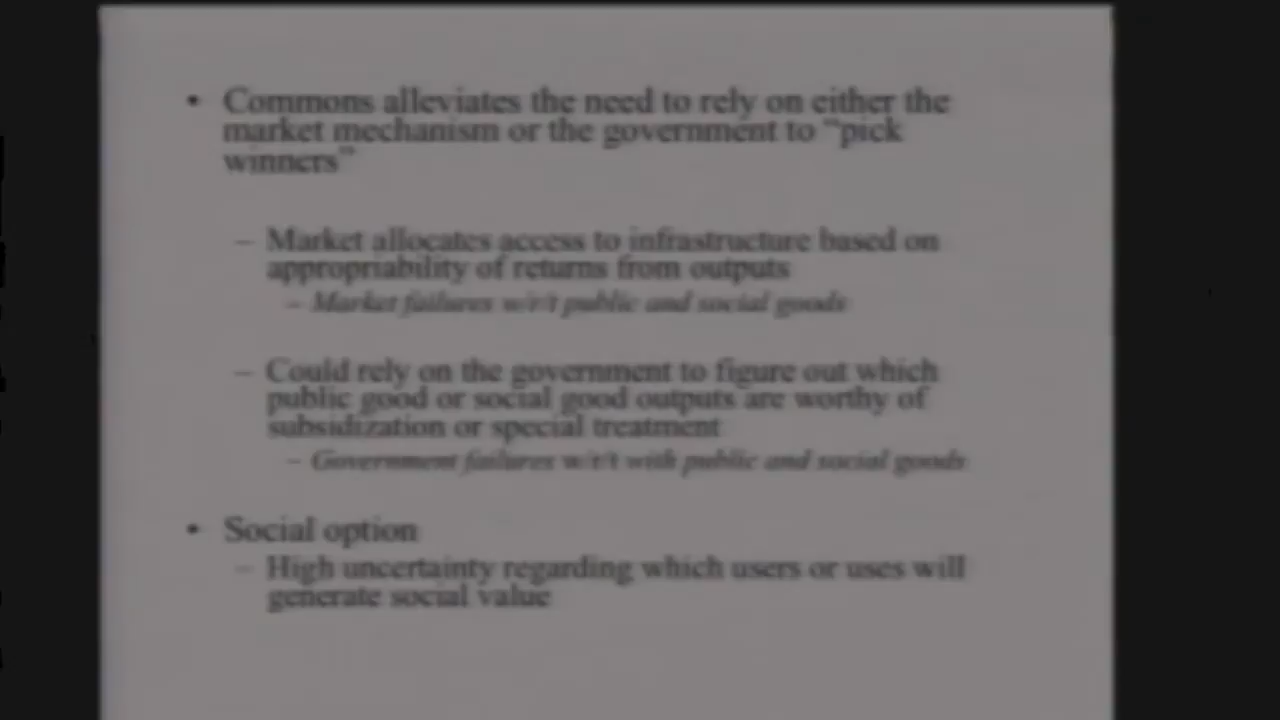 • Commons alleviates the need to rely on either the
market mechanism or the government to “pick
winners”
– Market allocates access to infrastructure based on
appropriability of returns from outputs
– Market failures w/r/t public and social goods
– Could rely on the government to figure out which
public good or social good outputs are worthy of
subsidization or special treatment
– Government failures w/r/t with public and social goods
• Social option
– High uncertainty regarding which users or uses will
generate social value